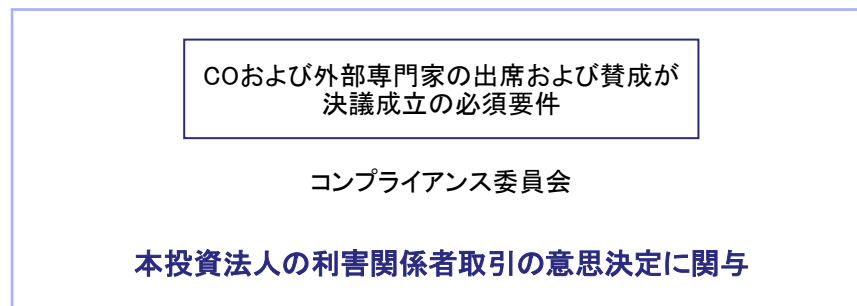 COおよび外部専門家の出席および賛成が
決議成立の必須要件
コンプライアンス委員会
本投資法人の利害関係者取引の意思決定に関与